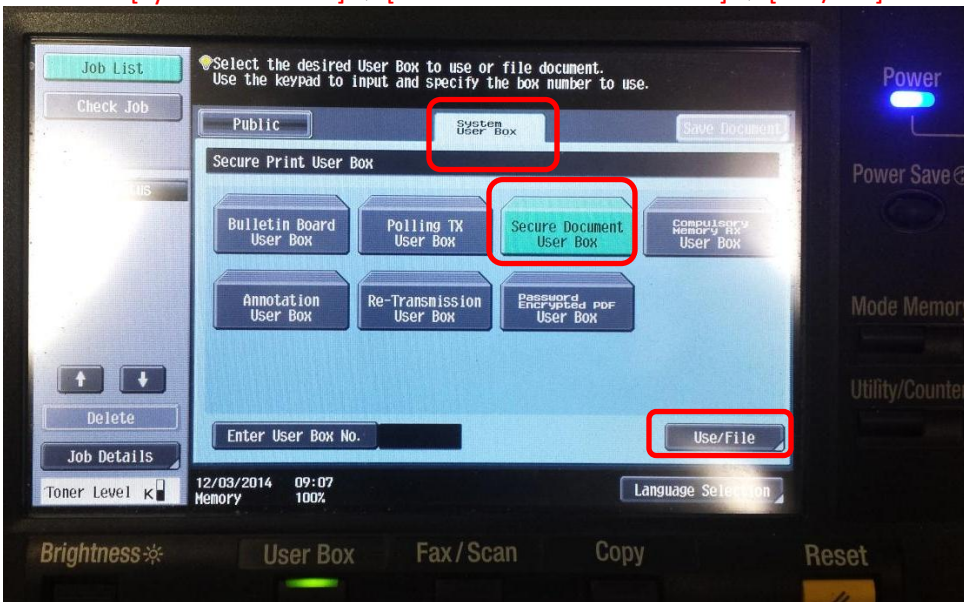 Job List
Check Job
Select the desired User Box to use or file document.
Use the keypad to input and specify the box number to use.
Public
System
User Box
Save Document
Secure Print User Box
Bulletin Board
User Box
Polling TX
User Box
Secure Document
User Box
Compulsory
Memory RX
User Box
Annotation
User Box
Re-Transmission
User Box
Password
Encrypted PDF
User Box
Delete
Job Details
Toner Level K
Enter User Box No.
Use/File
12/03/2014 09:07
Memory 100%
Language Selection
Power
Power Save
Mode Memory
Utility/Counter
Brightness
User Box
Fax/Scan
Copy
Reset